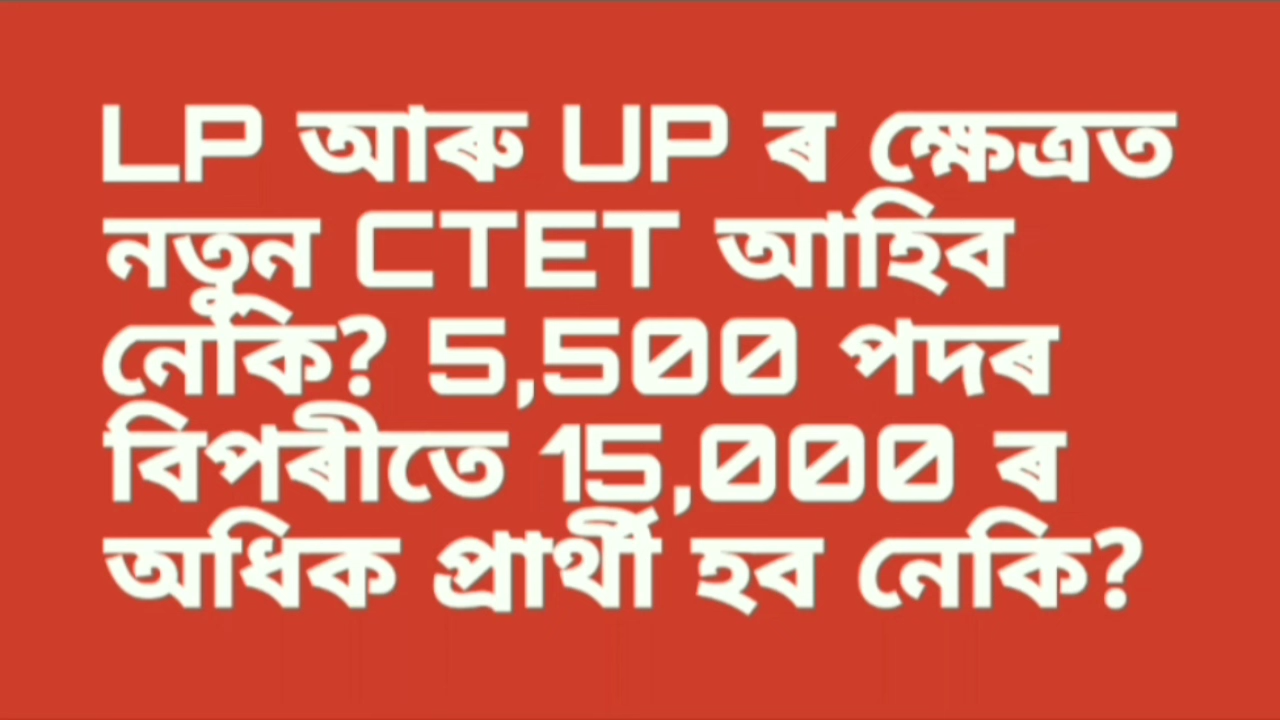 LP আৰু UP ৰ ক্ষেত্ৰত
নতুন CTET আহিব
নেকি? 5,500 পদৰ
বিপৰীতে 15,000 ৰ
অধিক প্ৰাৰ্থী হব নেকি?